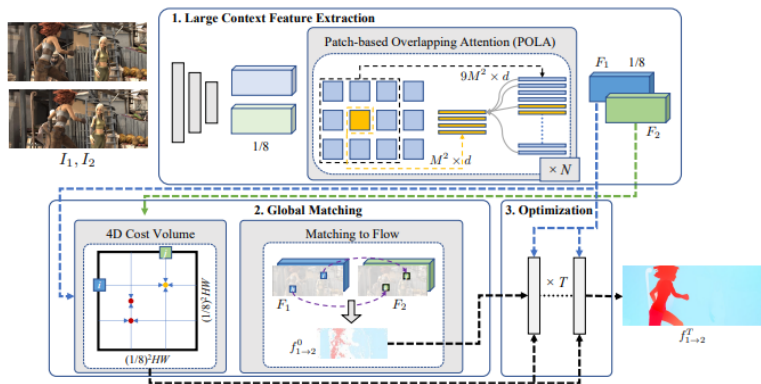 1. Large Context Feature Extraction
Patch-based Overlapping Attention (POLA)
9M² × d
F₁ 1/8
F₂
1/8
M² × d
× N
I₁, I₂
2. Global Matching
3. Optimization
4D Cost Volume
j
i
(1/8)²HW
(1/8)²HW
Matching to Flow
F₁
F₂
f⁰₁→₂
× T
fᵀ₁→₂